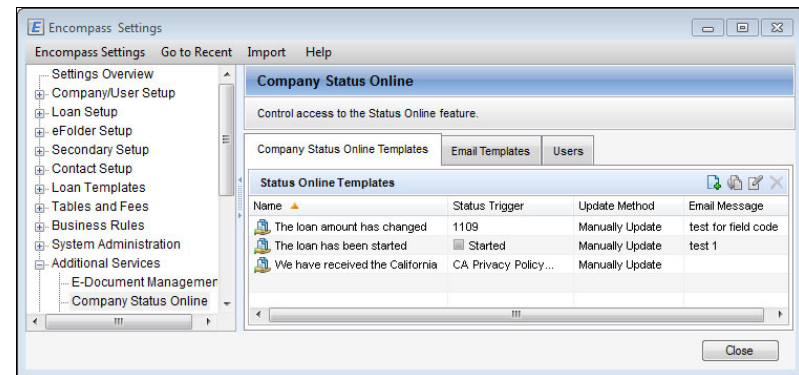 Encompass Settings
Encompass Settings Go to Recent Import Help
Settings Overview
Company/User Setup
Loan Setup
eFolder Setup
Secondary Setup
Contact Setup
Loan Templates
Tables and Fees
Business Rules
System Administration
Additional Services
E-Document Managemer
Company Status Online
Company Status Online
Control access to the Status Online feature.
Company Status Online Templates Email Templates Users
Status Online Templates
Name Status Trigger Update Method Email Message
The loan amount has changed 1109 Manually Update test for field code
The loan has been started Started Manually Update test 1
We have received the California CA Privacy Policy... Manually Update
Close